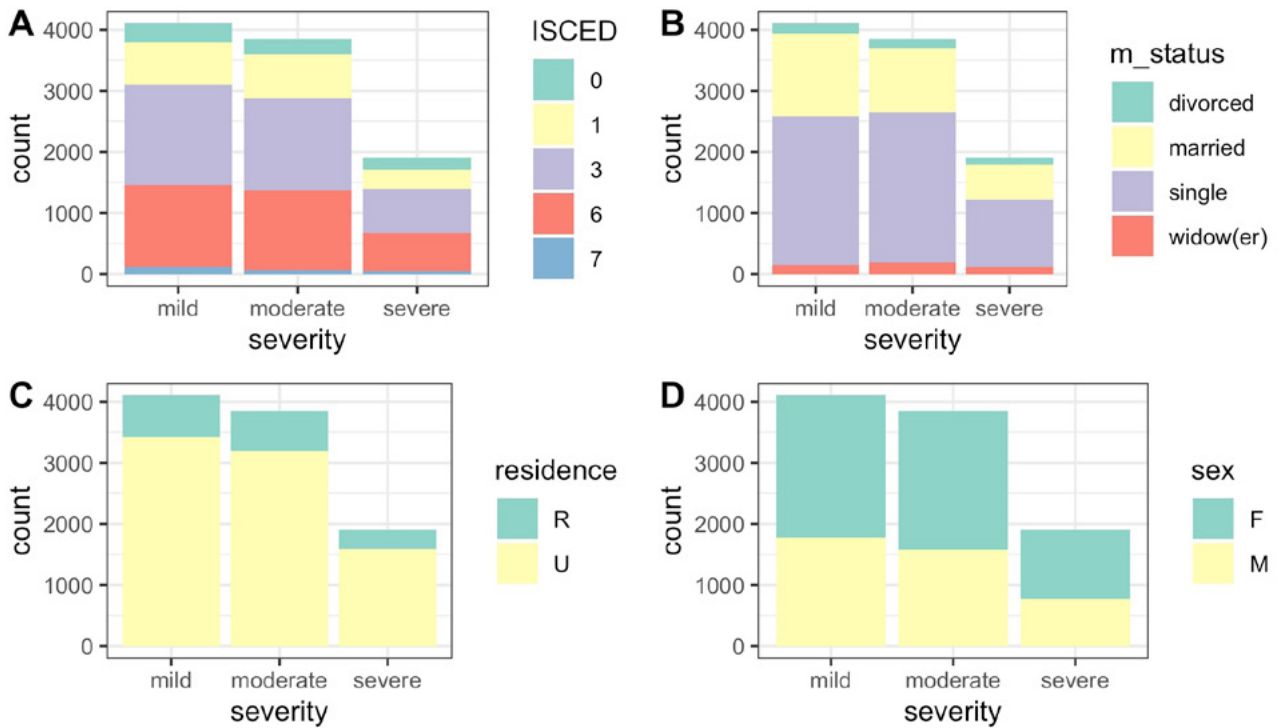 A
count
4000
3000
2000
1000
0
mild moderate severe
severity
ISCED
0
1
3
6
7
B
count
4000
3000
2000
1000
0
mild moderate severe
severity
m_status
divorced
married
single
widow(er)
C
count
4000
3000
2000
1000
0
mild moderate severe
severity
residence
R
U
D
count
4000
3000
2000
1000
0
mild moderate severe
severity
sex
F
M